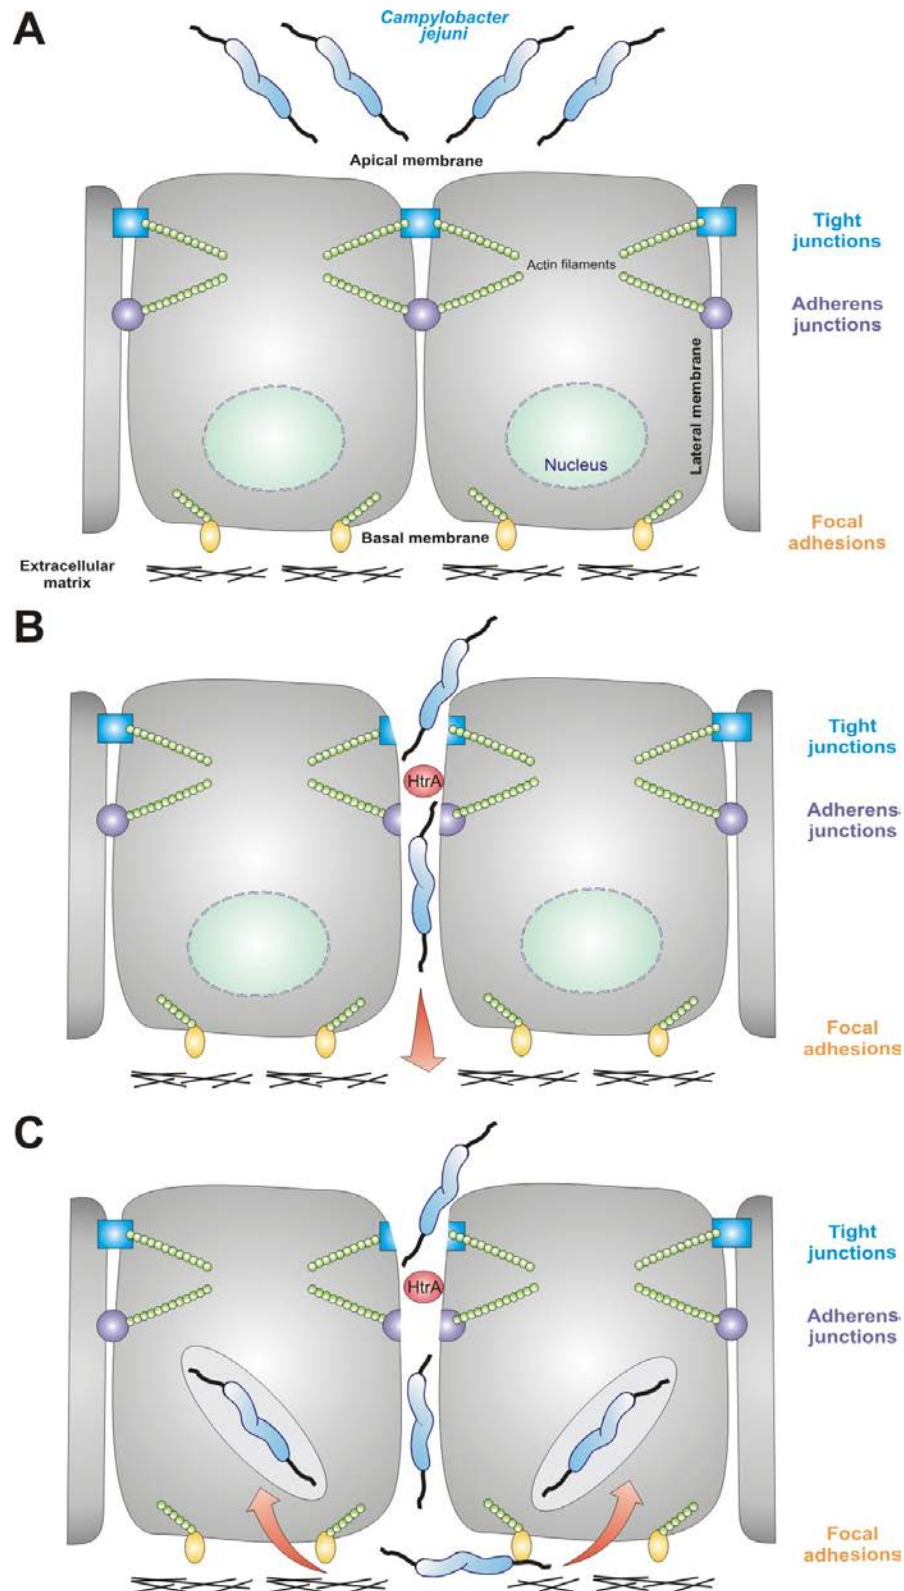 A
Campylobacter
jejuni
Apical membrane
Tight
junctions
Actin filaments
Adherens
junctions
Lateral membrane
Nucleus
Focal
adhesions
Basal membrane
Extracellular
matrix
B
Tight
junctions
HtrA
Adherens-
junctions
Focal
adhesions
C
Tight
junctions
HtrA
Adherens-
junctions
Focal
adhesions